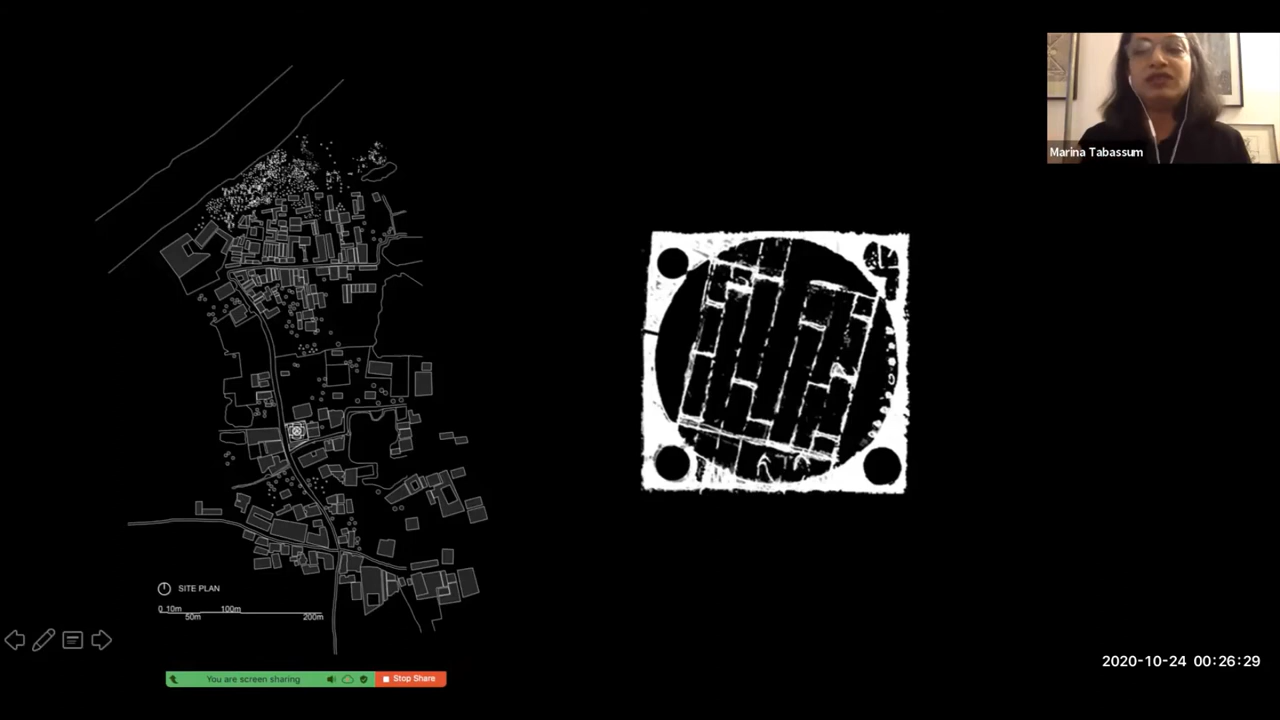 Marina Tabassum
SITE PLAN
0 10m 100m
50m 200m
You are screen sharing
Stop Share
2020-10-24 00:26:29